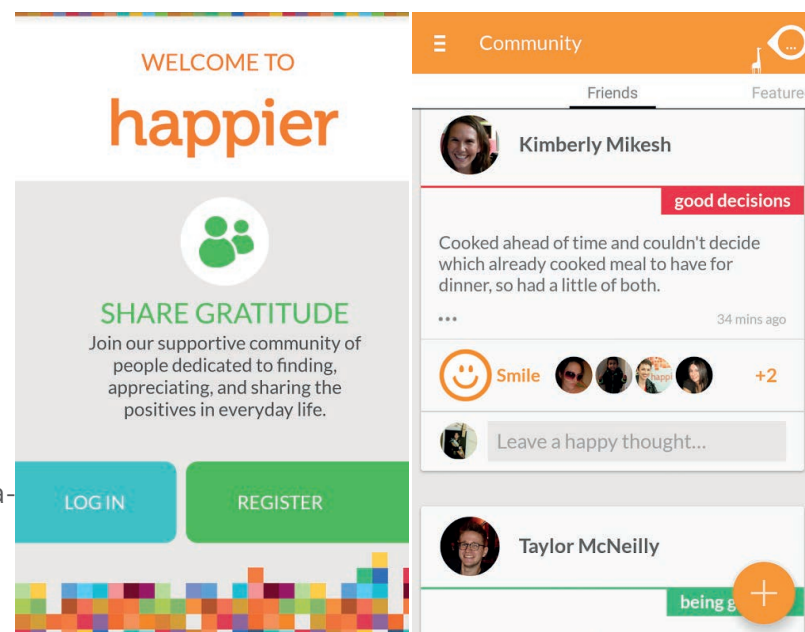 WELCOME TO
happier
SHARE GRATITUDE
Join our supportive community of
people dedicated to finding,
appreciating, and sharing the
positives in everyday life.
a-
LOG IN
REGISTER
Community
...
Friends
Feature
Kimberly Mikesh
good decisions
Cooked ahead of time and couldn't decide
which already cooked meal to have for
dinner, so had a little of both.
34 mins ago
Smile
happi
+2
Leave a happy thought...
Taylor McNeilly
being g